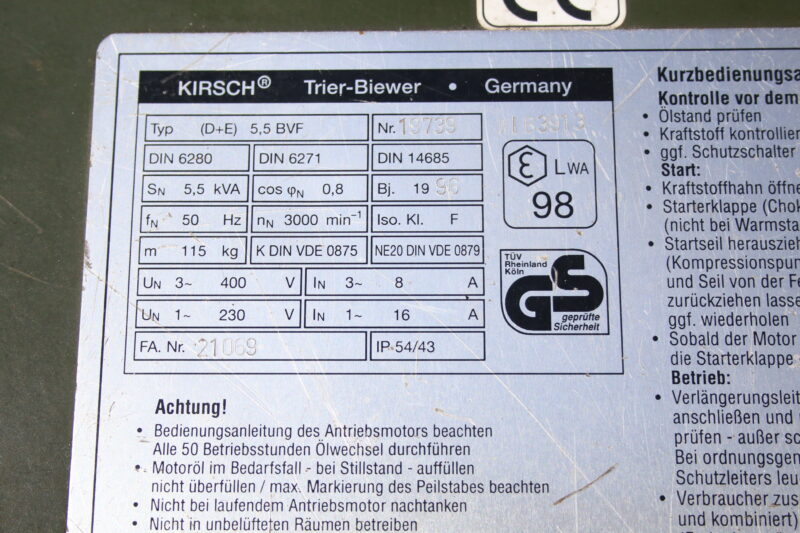 CE
KIRSCH® Trier-Biewer • Germany
Typ (D+E) 5,5 BVF
Nr. 19739
DIN 6280 DIN 6271 DIN 14685
SN 5,5 kVA cos φN 0,8 Bj. 19 96
fN 50 Hz nN 3000 min⁻¹ Iso. Kl. F
m 115 kg K DIN VDE 0875 NE20 DIN VDE 0879
UN 3~ 400 V IN 3~ 8 A
UN 1~ 230 V IN 1~ 16 A
FA. Nr. 21069 IP-54/43
ε LWA
98
TÜV
Rheinland
Köln
GS
geprüfte
Sicherheit
Achtung!
• Bedienungsanleitung des Antriebsmotors beachten
Alle 50 Betriebsstunden Ölwechsel durchführen
• Motoröl im Bedarfsfall - bei Stillstand - auffüllen
nicht überfüllen / max. Markierung des Peilstabes beachten
• Nicht bei laufendem Antriebsmotor nachtanken
• Nicht in unbelüfteten Räumen betreiben
Kurzbedienungsa
Kontrolle vor dem
• Ölstand prüfen
• Kraftstoff kontrollier
• ggf. Schutzschalter
Start:
• Kraftstoffhahn öffne
• Starterklappe (Chok
(nicht bei Warmsta
• Startseil herauszieh
(Kompressionspun
und Seil von der Fe
zurückziehen lasse
ggf. wiederholen
• Sobald der Motor
die Starterklappe
Betrieb:
• Verlängerungsleit
anschließen und
prüfen - außer sc
Bei ordnungsgem
Schutzleiters leu
• Verbraucher zus
und kombiniert)